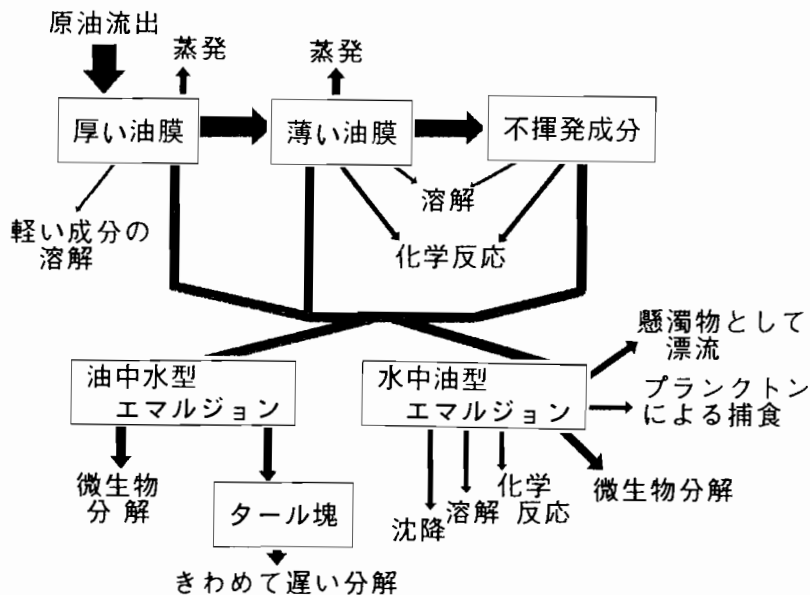 原油流出
蒸発
蒸発
厚い油膜
薄い油膜
不揮発成分
溶解
軽い成分の
溶解
化学反応
油中水型
エマルジョン
水中油型
エマルジョン
懸濁物として
漂流
プランクトン
による捕食
微生物
分 解
タール塊
沈降
溶解
化学
反応
微生物分解
きわめて遅い分解